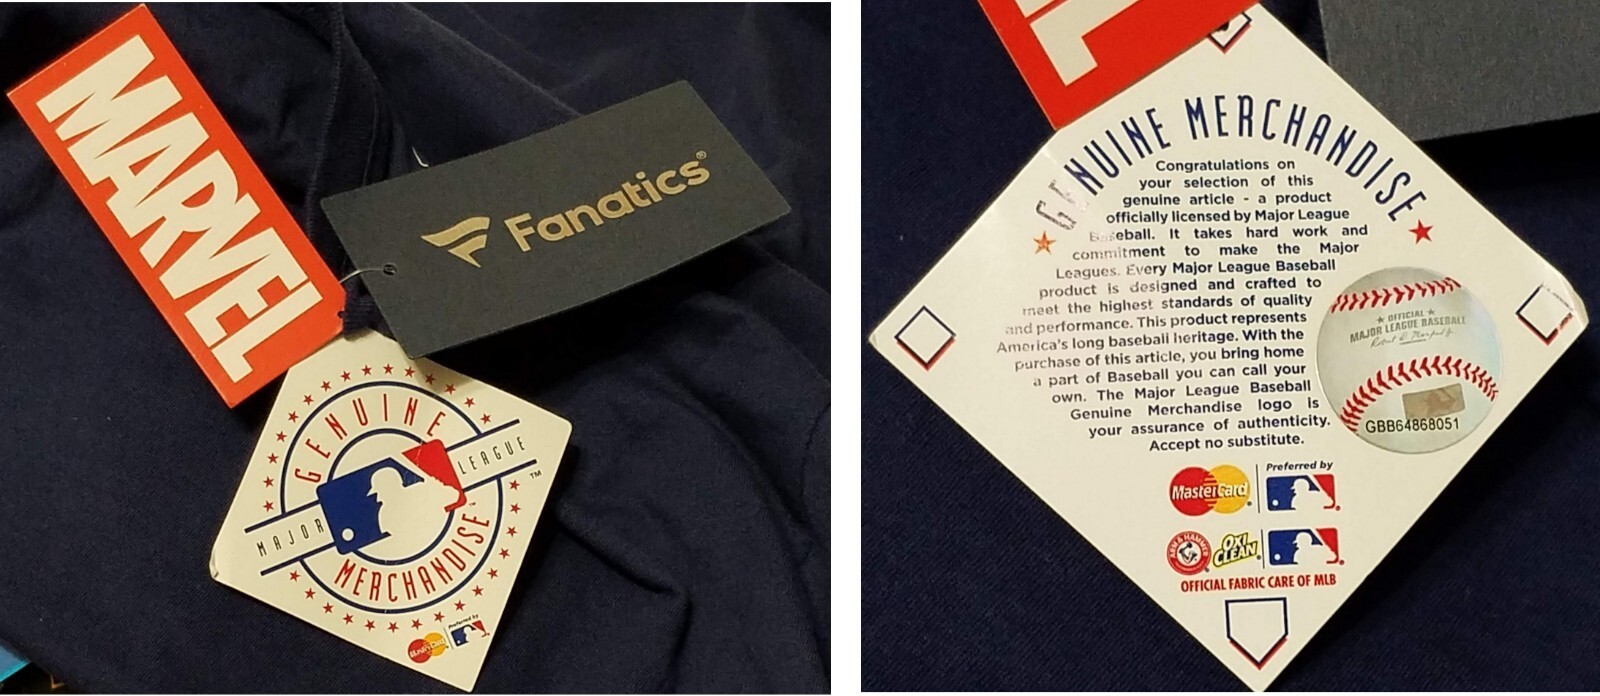 MARVEL
Fanatics®
GENUINE
MAJOR
LEAGUE
™
MERCHANDISE™
MasterCard
Preferred by
GENUINE MERCHANDISE
Congratulations on
your selection of this
genuine article - a product
officially licensed by Major League
Baseball. It takes hard work and
commitment to make the Major
Leagues. Every Major League Baseball
product is designed and crafted to
meet the highest standards of quality
and performance. This product represents
America's long baseball heritage. With the
purchase of this article, you bring home
a part of Baseball you can call your
own. The Major League Baseball
Genuine Merchandise logo is
your assurance of authenticity.
Accept no substitute.
OFFICIAL
MAJOR LEAGUE BASEBALL
GBB64868051
MasterCard
Preferred by
ARM & HAMMER
OXI
CLEAN
OFFICIAL FABRIC CARE OF MLB